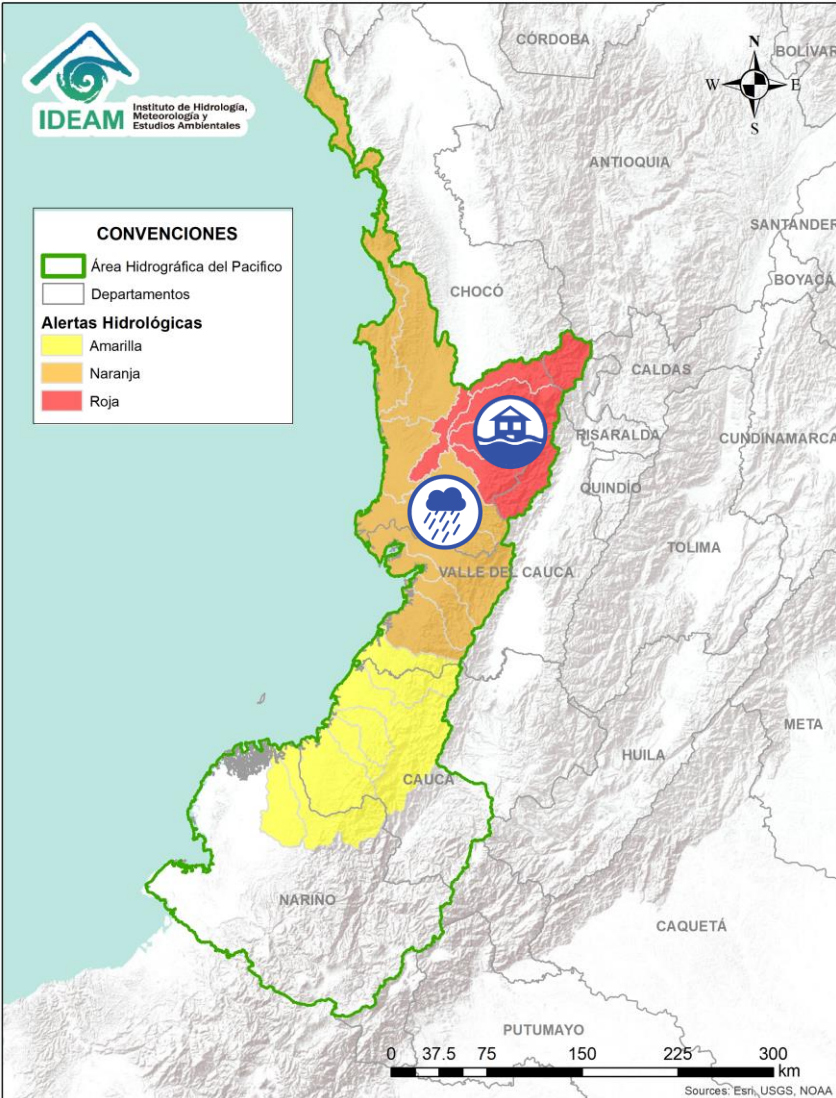 IDEAM
Instituto de Hidrología,
Meteorología y
Estudios Ambientales
CÓRDOBA
BOLÍVAR
N
W
E
S
ANTIOQUIA
SANTANDER
BOYACÁ
CONVENCIONES
Área Hidrográfica del Pacifico
Departamentos
Alertas Hidrológicas
Amarilla
Naranja
Roja
CHOCÓ
CALDAS
RISARALDA
CUNDINAMARCA
QUINDÍO
TOLIMA
VALLE DEL CAUCA
META
HUILA
CAUCA
NARIÑO
CAQUETÁ
PUTUMAYO
0 37.5 75 150 225 300
km
Sources: Esri, USGS, NOAA